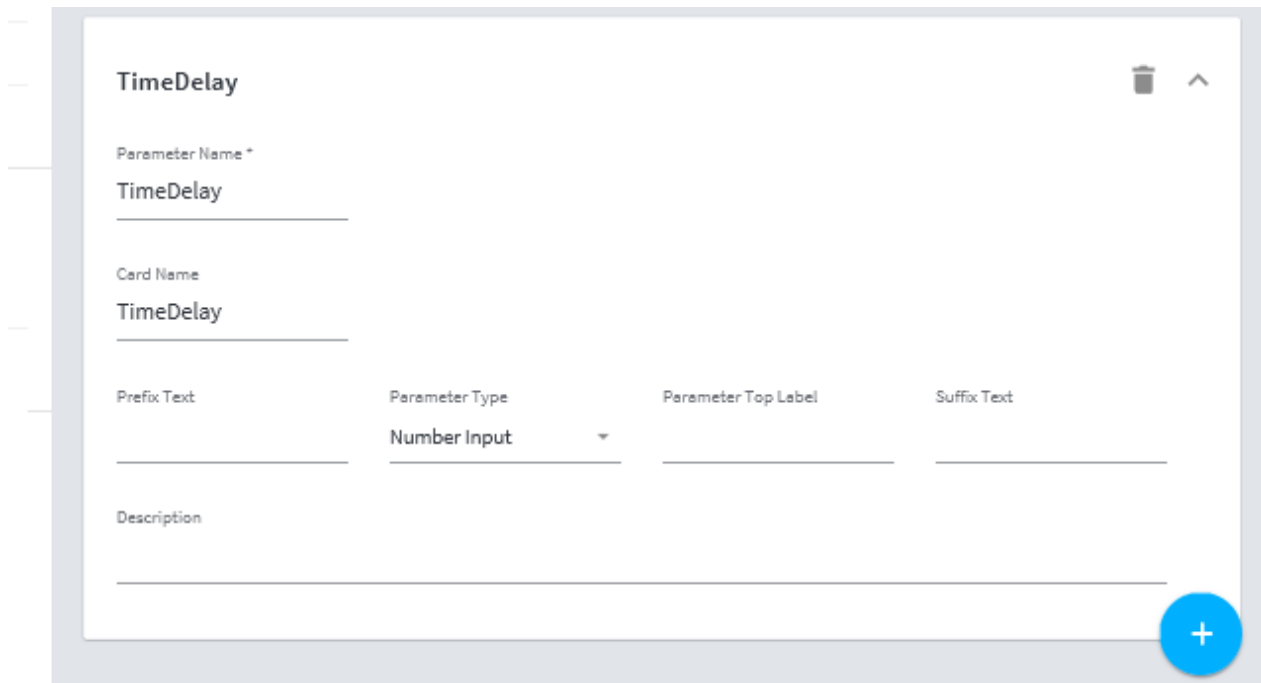 TimeDelay
Parameter Name *
TimeDelay
Card Name
TimeDelay
Prefix Text Parameter Type Parameter Top Label Suffix Text
Number Input
Description